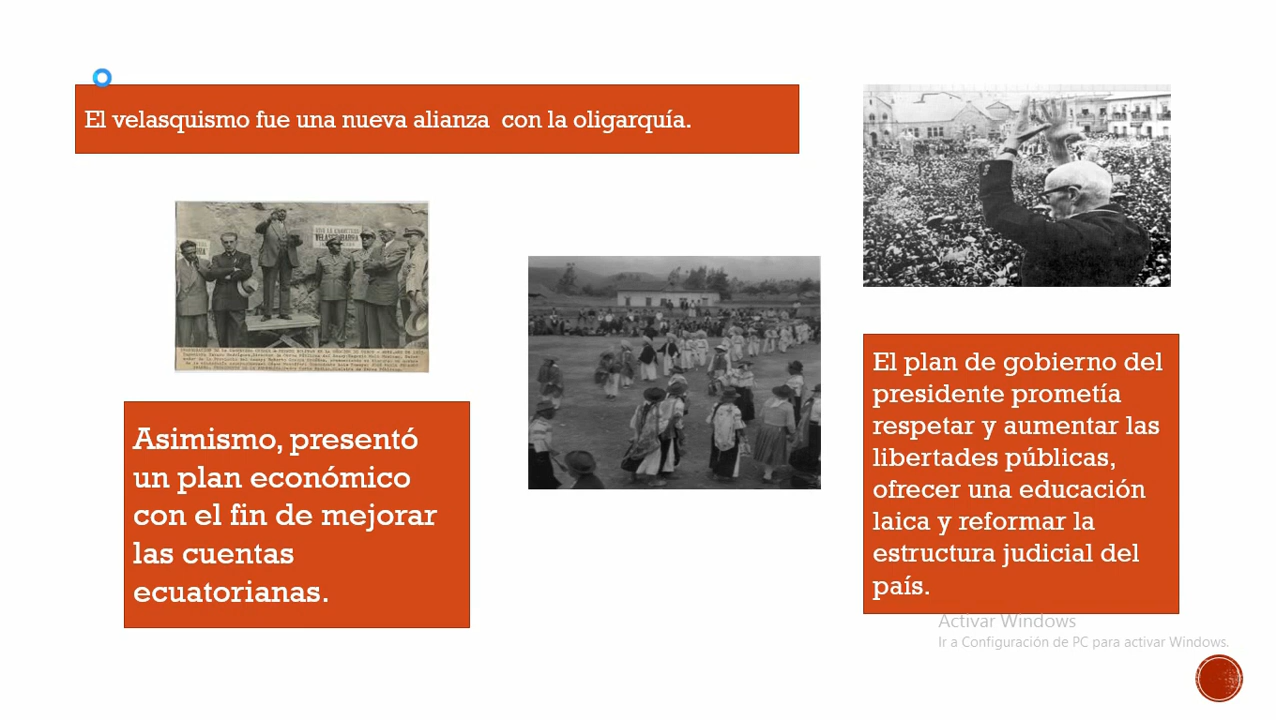 El velasquismo fue una nueva alianza con la oligarquía.
VELASCO IBARRA
Asimismo, presentó
un plan económico
con el fin de mejorar
las cuentas
ecuatorianas.
El plan de gobierno del
presidente prometía
respetar y aumentar las
libertades públicas,
ofrecer una educación
laica y reformar la
estructura judicial del
país.
Activar Windows
Ir a Configuración de PC para activar Windows.